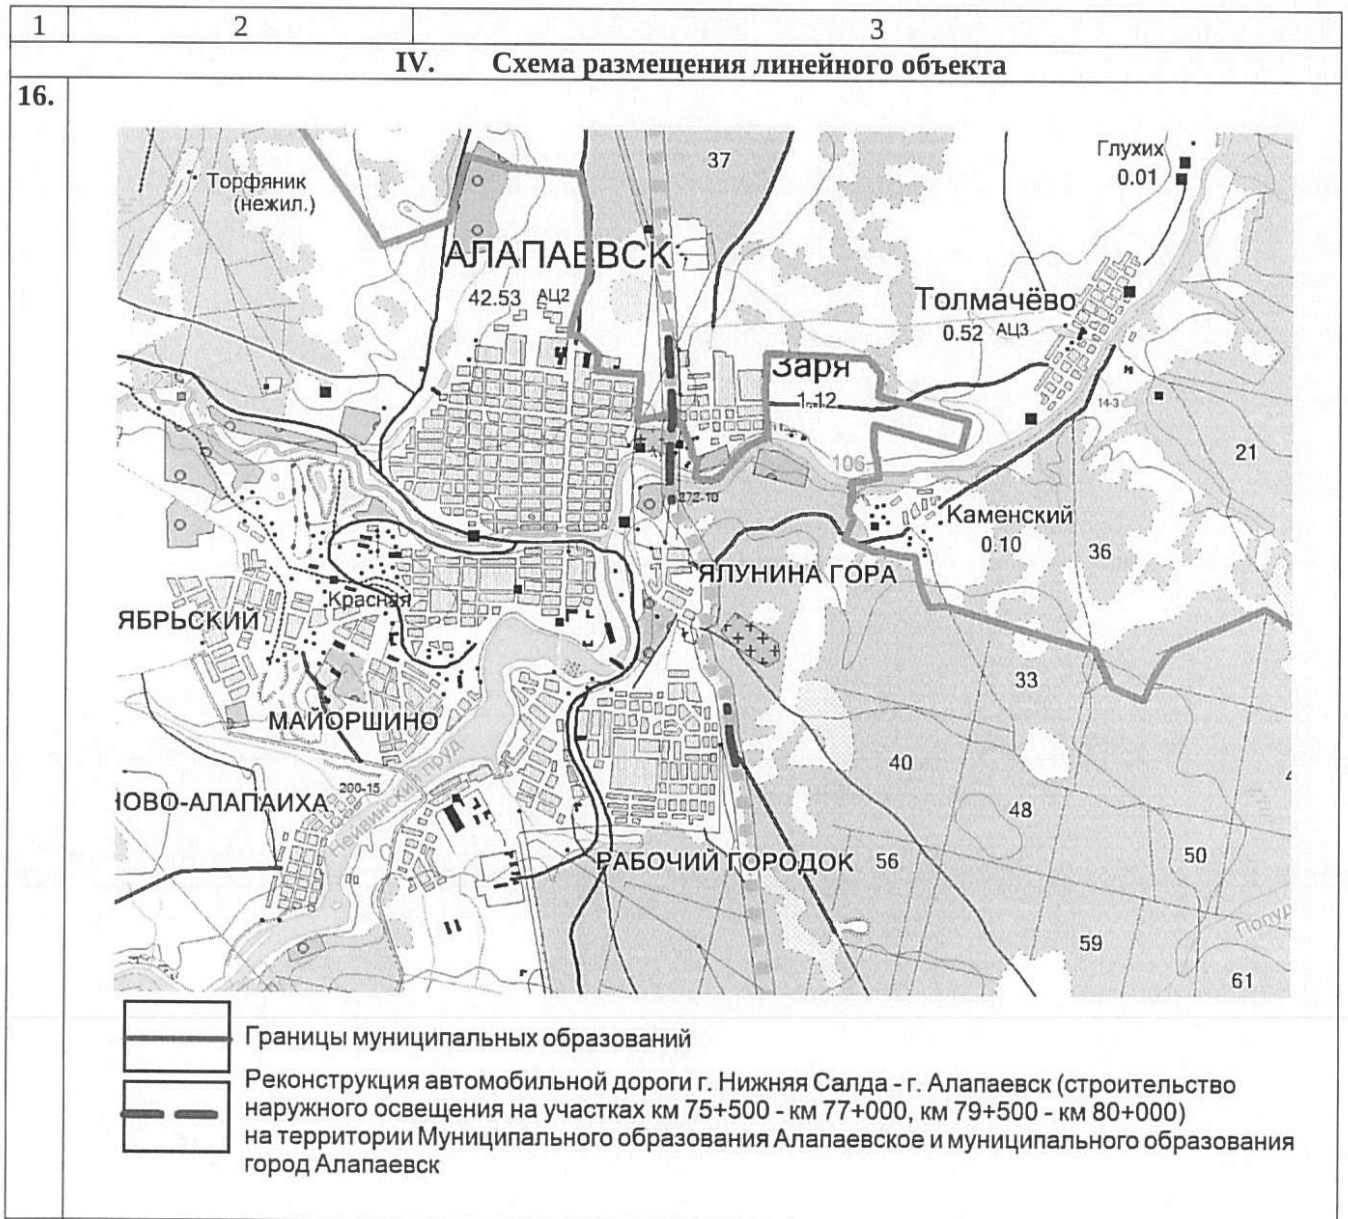 1 2 3
IV. Схема размещения линейного объекта
16.
37
Глухих
0.01
Торфяник
(нежил.)
АЛАПАЕВСК
42.53 АЦ2
Толмачёво
0.52 АЦ3
Заря
1.12
14-3
21
106
272-10
Каменский
0.10
36
ЯЛУНИНА ГОРА
Красная
ЯБРЬСКИЙ
33
МАЙОРШИНО
40
Нейвинский пруд
200-15
НОВО-АЛАПАИХА
48
РАБОЧИЙ ГОРОДОК
56
50
59
61
Границы муниципальных образований
Реконструкция автомобильной дороги г. Нижняя Салда - г. Алапаевск (строительство
наружного освещения на участках км 75+500 - км 77+000, км 79+500 - км 80+000)
на территории Муниципального образования Алапаевское и муниципального образования
город Алапаевск